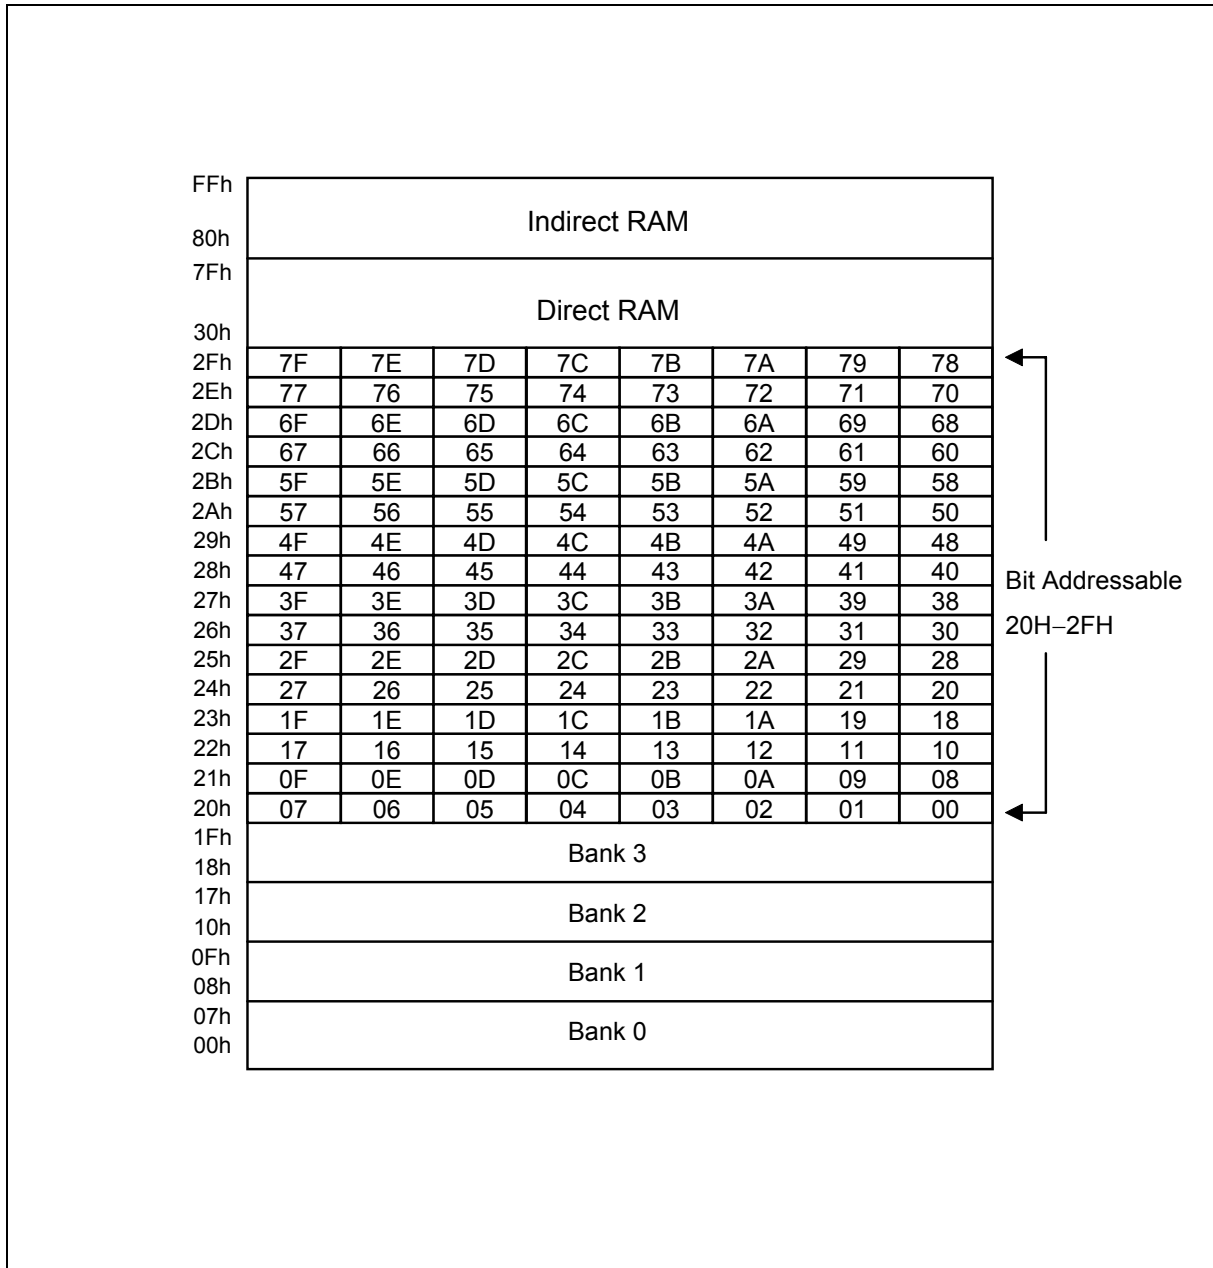 FFh
Indirect RAM
80h
7Fh
Direct RAM
30h
2Fh 7F 7E 7D 7C 7B 7A 79 78
2Eh 77 76 75 74 73 72 71 70
2Dh 6F 6E 6D 6C 6B 6A 69 68
2Ch 67 66 65 64 63 62 61 60
2Bh 5F 5E 5D 5C 5B 5A 59 58
2Ah 57 56 55 54 53 52 51 50
29h 4F 4E 4D 4C 4B 4A 49 48
28h 47 46 45 44 43 42 41 40
Bit Addressable
27h 3F 3E 3D 3C 3B 3A 39 38
26h 37 36 35 34 33 32 31 30
20H–2FH
25h 2F 2E 2D 2C 2B 2A 29 28
24h 27 26 25 24 23 22 21 20
23h 1F 1E 1D 1C 1B 1A 19 18
22h 17 16 15 14 13 12 11 10
21h 0F 0E 0D 0C 0B 0A 09 08
20h 07 06 05 04 03 02 01 00
1Fh
Bank 3
18h
17h
Bank 2
10h
0Fh
Bank 1
08h
07h
Bank 0
00h